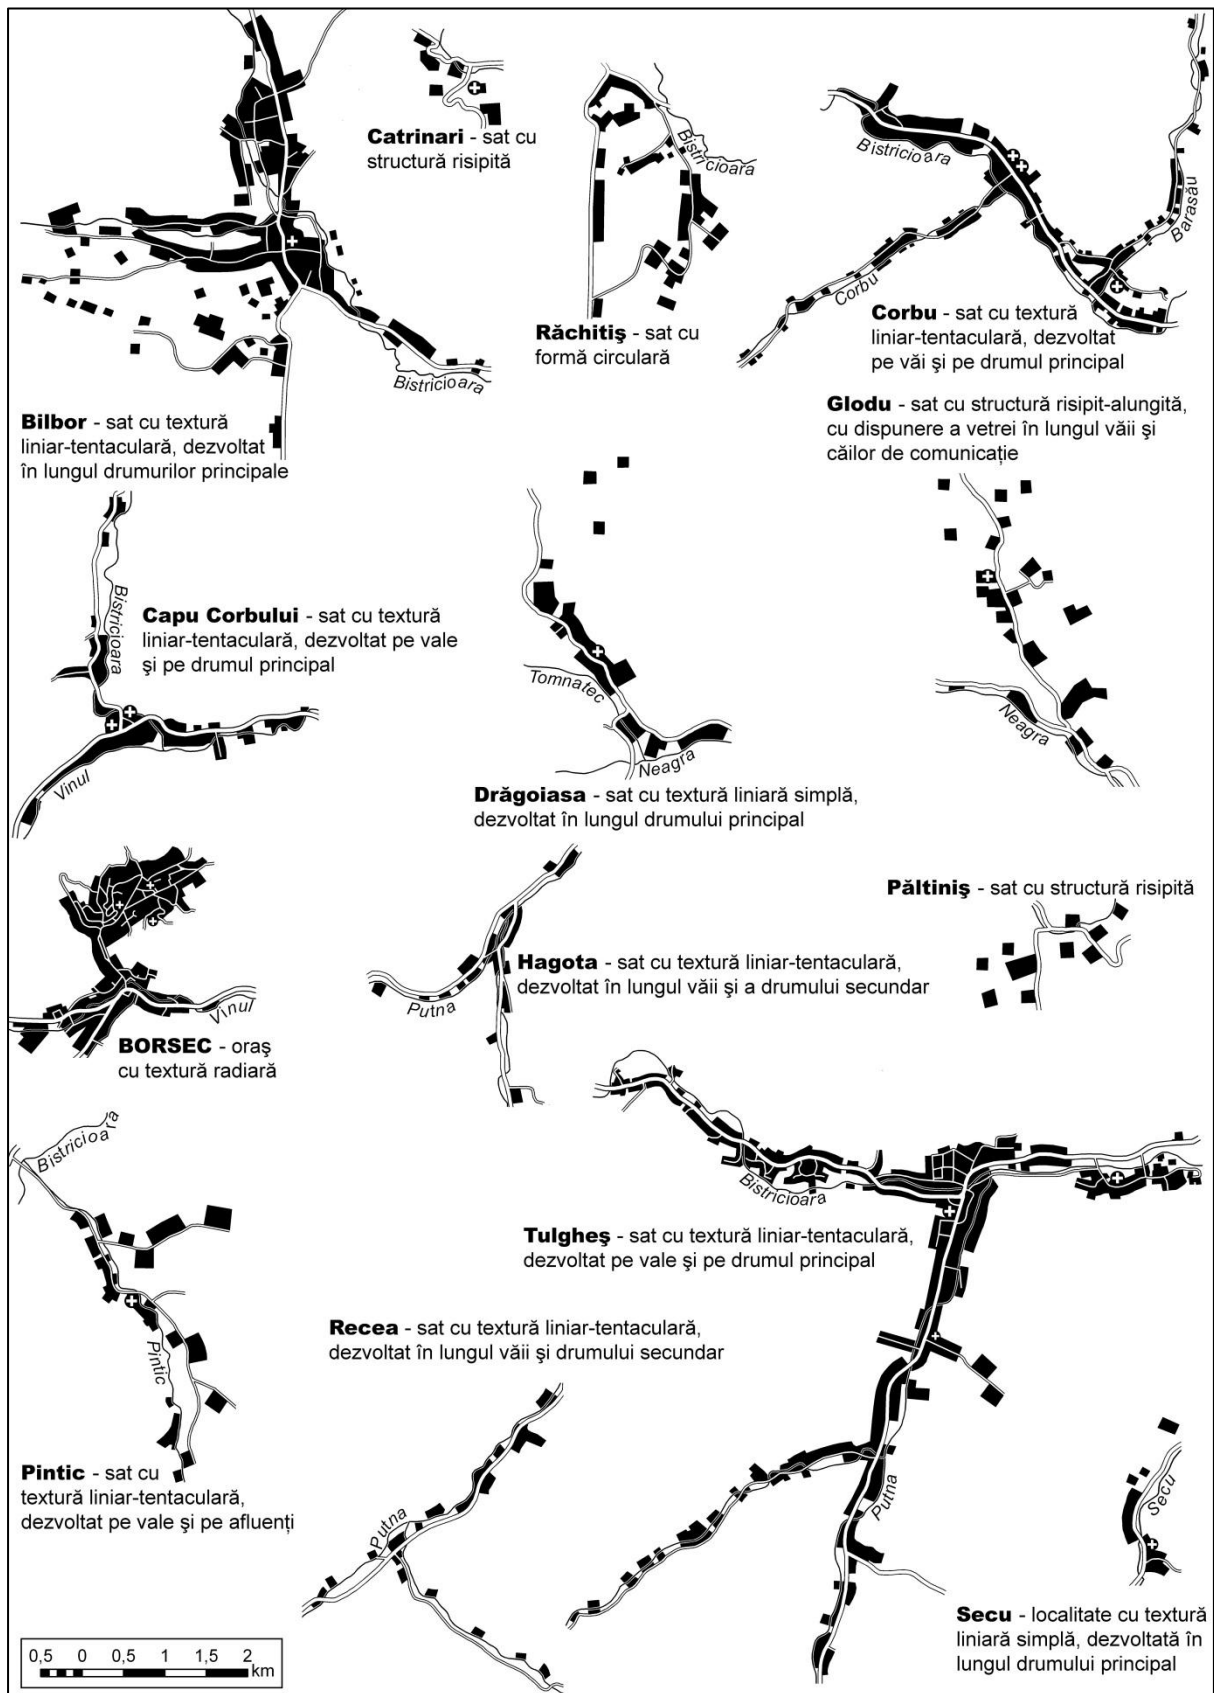 Catrinari - sat cu
structură risipită
Bistricioara
Bistricioara
Barasău
Corbu
Răchitiş - sat cu
formă circulară
Corbu - sat cu textură
liniar-tentaculară, dezvoltat
pe văi şi pe drumul principal
Bistricioara
Bilbor - sat cu textură
liniar-tentaculară, dezvoltat
în lungul drumurilor principale
Glodu - sat cu structură risipit-alungită,
cu dispunere a vetrei în lungul văii şi
căilor de comunicaţie
Bistricioara
Capu Corbului - sat cu textură
liniar-tentaculară, dezvoltat pe vale
şi pe drumul principal
Tomnatec
Neagra
Neagra
Vinul
Drăgoiasa - sat cu textură liniară simplă,
dezvoltat în lungul drumului principal
Păltiniş - sat cu structură risipită
Hagota - sat cu textură liniar-tentaculară,
dezvoltat în lungul văii şi a drumului secundar
Putna
Vinul
BORSEC - oraş
cu textură radiară
Bistricioara
Bistricioara
Tulgheş - sat cu textură liniar-tentaculară,
dezvoltat pe vale şi pe drumul principal
Recea - sat cu textură liniar-tentaculară,
dezvoltat în lungul văii şi drumului secundar
Pintic
Pintic - sat cu
textură liniar-tentaculară,
dezvoltat pe vale şi pe afluenţi
Putna
Putna
Secu
Secu - localitate cu textură
liniară simplă, dezvoltată în
lungul drumului principal
0,5 0 0,5 1 1,5 2
km